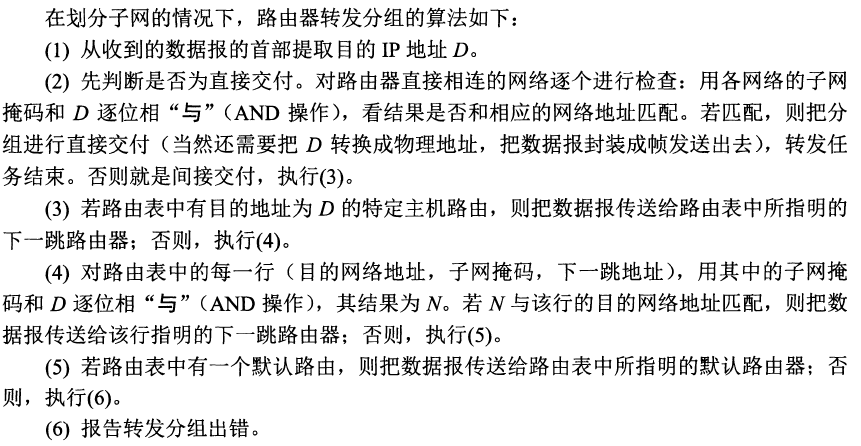 在划分子网的情况下，路由器转发分组的算法如下：
(1) 从收到的数据报的首部提取目的 IP 地址 D。
(2) 先判断是否为直接交付。对路由器直接相连的网络逐个进行检查：用各网络的子网
掩码和 D 逐位相“与”（AND 操作），看结果是否和相应的网络地址匹配。若匹配，则把分
组进行直接交付（当然还需要把 D 转换成物理地址，把数据报封装成帧发送出去），转发任
务结束。否则就是间接交付，执行(3)。
(3) 若路由表中有目的地址为 D 的特定主机路由，则把数据报传送给路由表中所指明的
下一跳路由器；否则，执行(4)。
(4) 对路由表中的每一行（目的网络地址，子网掩码，下一跳地址），用其中的子网掩
码和 D 逐位相“与”（AND 操作），其结果为 N。若 N 与该行的目的网络地址匹配，则把数
据报传送给该行指明的下一跳路由器；否则，执行(5)。
(5) 若路由表中有一个默认路由，则把数据报传送给路由表中所指明的默认路由器；否
则，执行(6)。
(6) 报告转发分组出错。